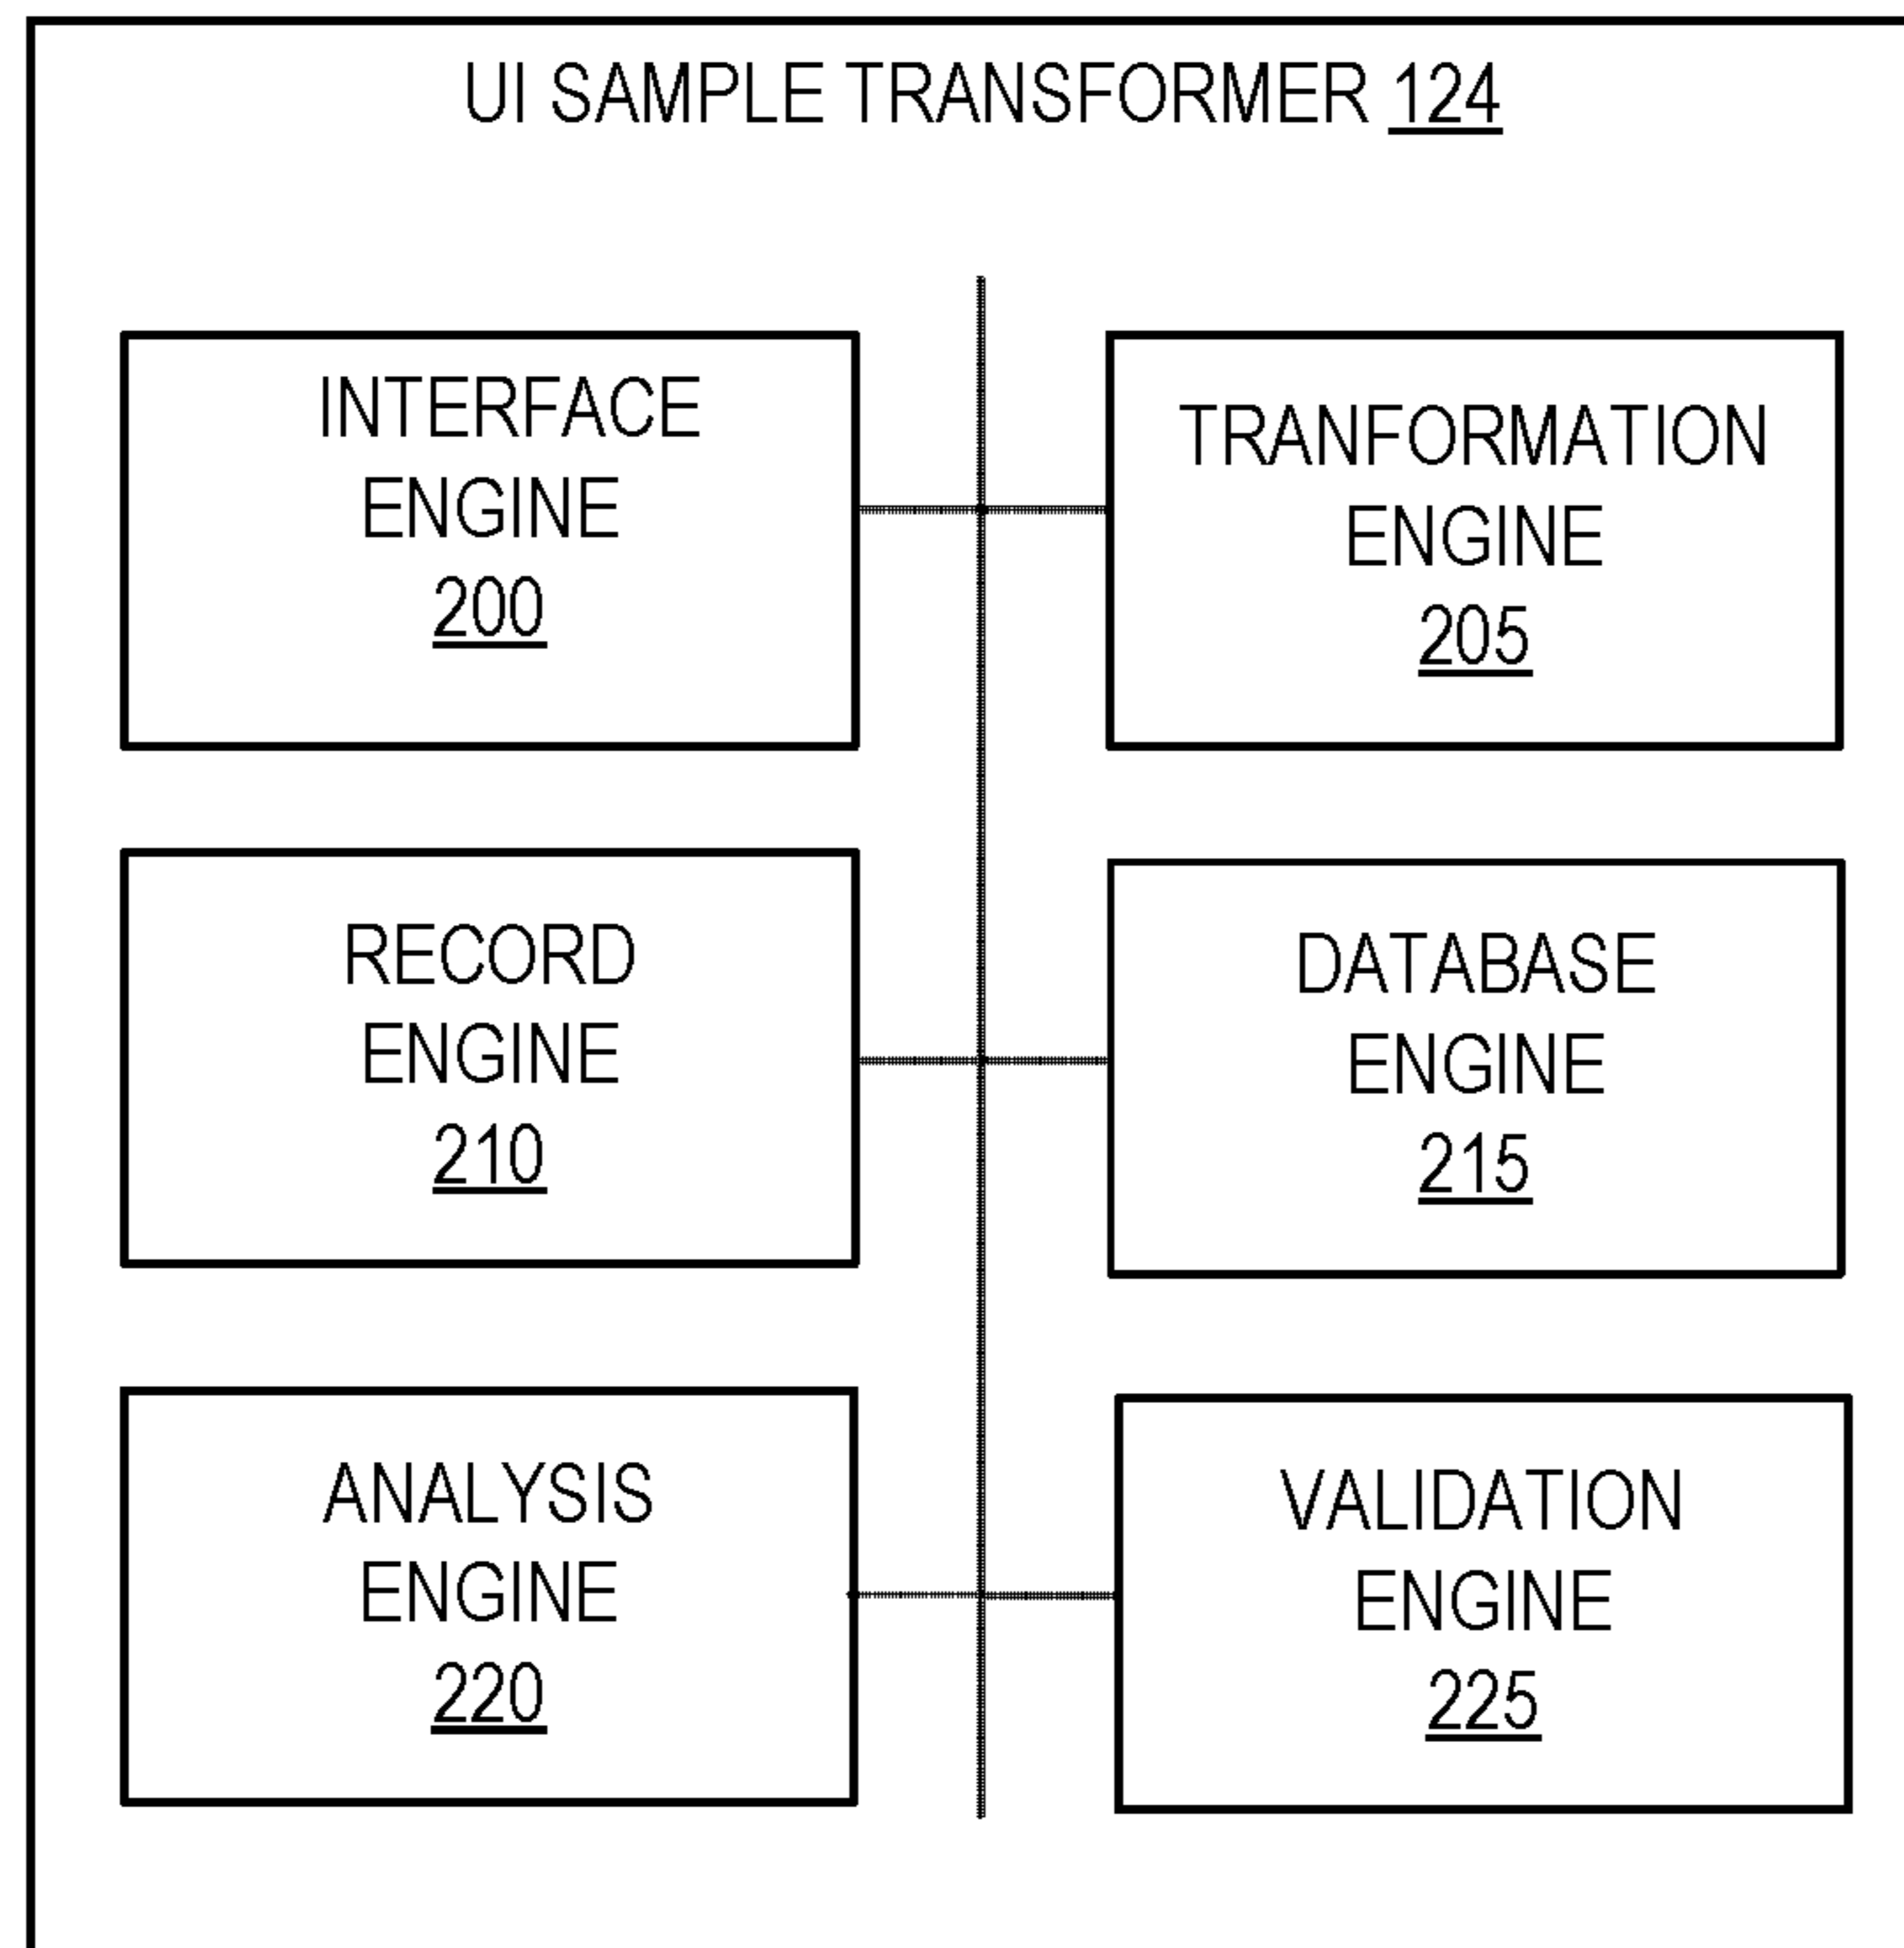 UI SAMPLE TRANSFORMER 124
INTERFACE
ENGINE
200
TRANFORMATION
ENGINE
205
RECORD
ENGINE
210
DATABASE
ENGINE
215
ANALYSIS
ENGINE
220
VALIDATION
ENGINE
225